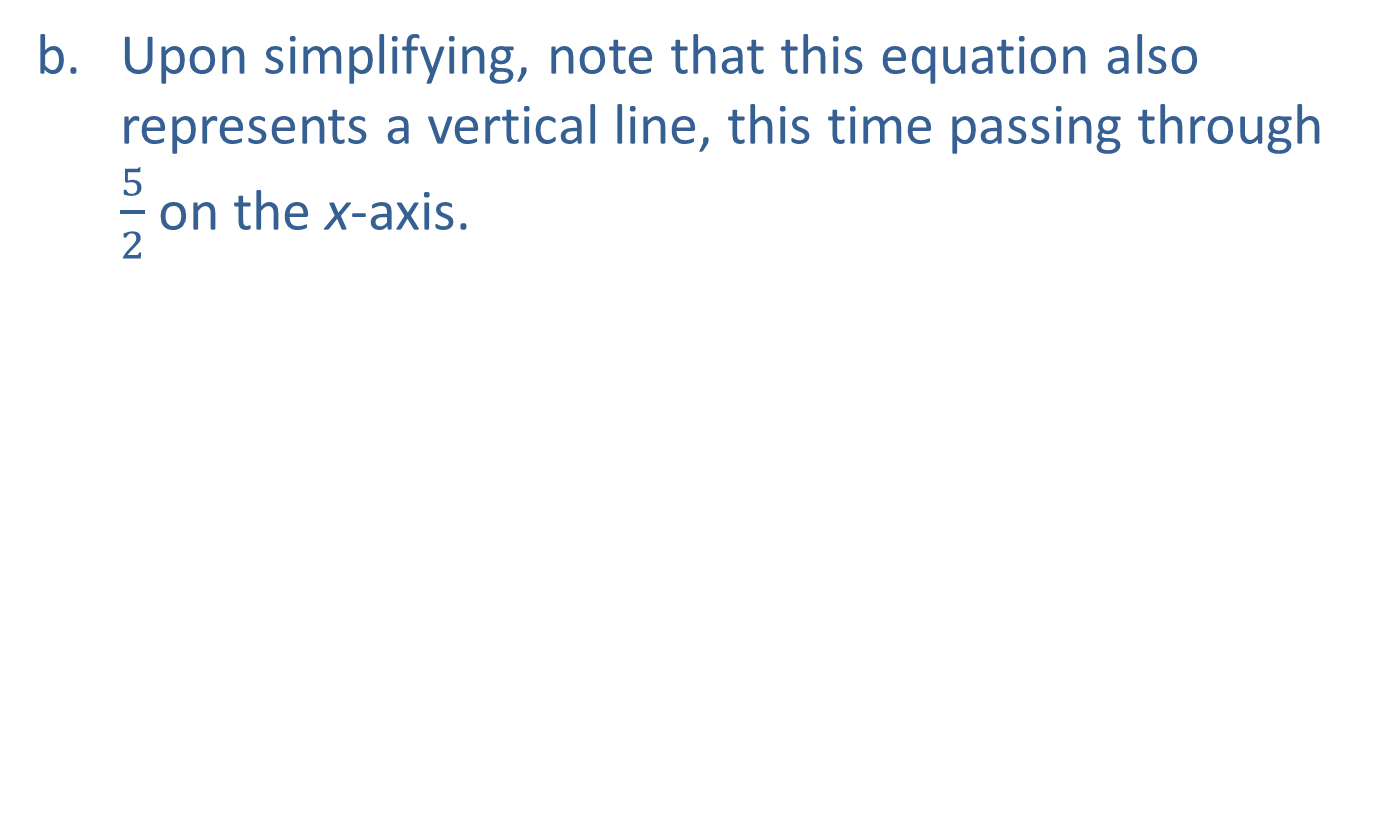 b. Upon simplifying, note that this equation also
represents a vertical line, this time passing through
5/2 on the x-axis.